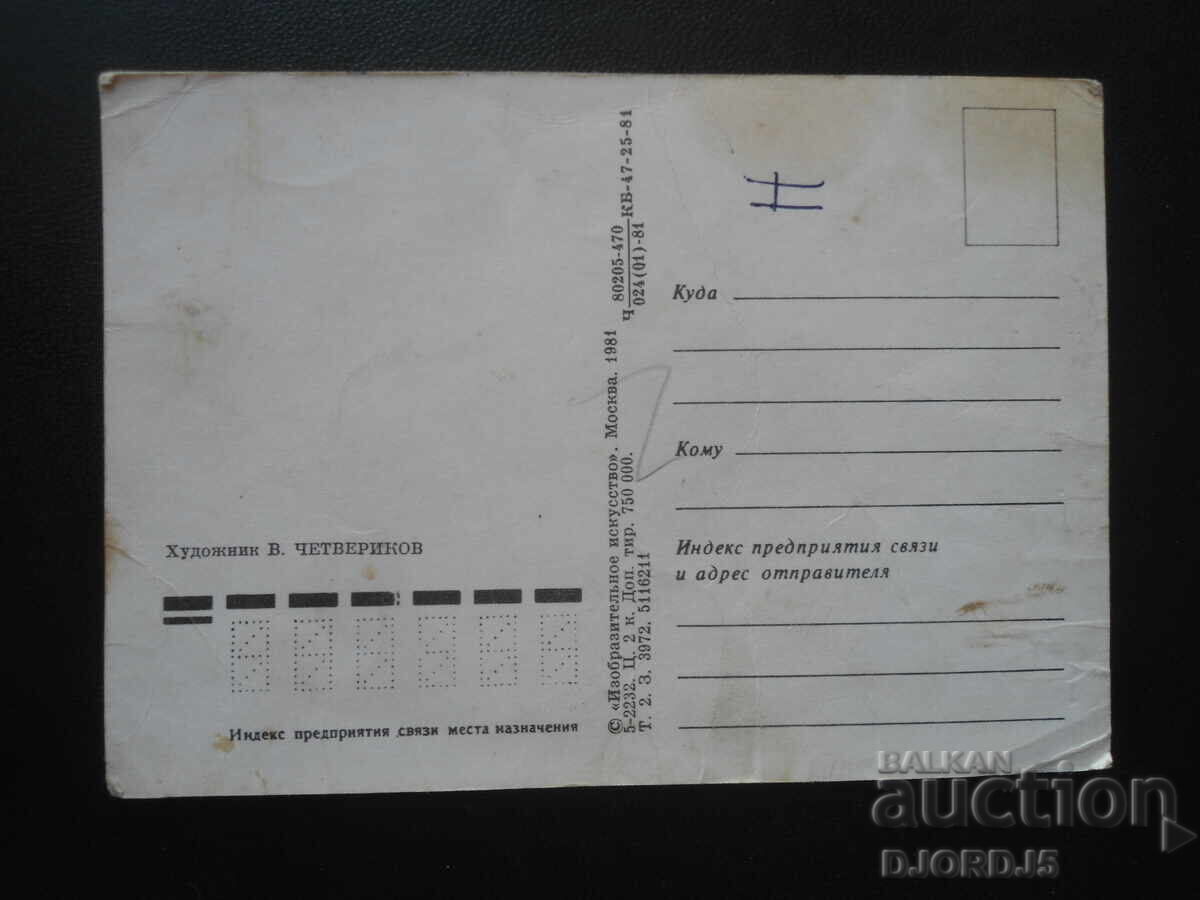 Художник В. ЧЕТВЕРИКОВ
Индекс предприятия связи места назначения
© «Изобразительное искусство». Москва. 1981
5-2232. Ц. 2 к. Доп. тир. 750 000.
Т. 2. З. 3972. 5116211
Ч 80205-470 КБ-47-25-81
024(01)-81
Куда
Кому
Индекс предприятия связи
и адрес отправителя
BALKAN
auction
DJORDJ5